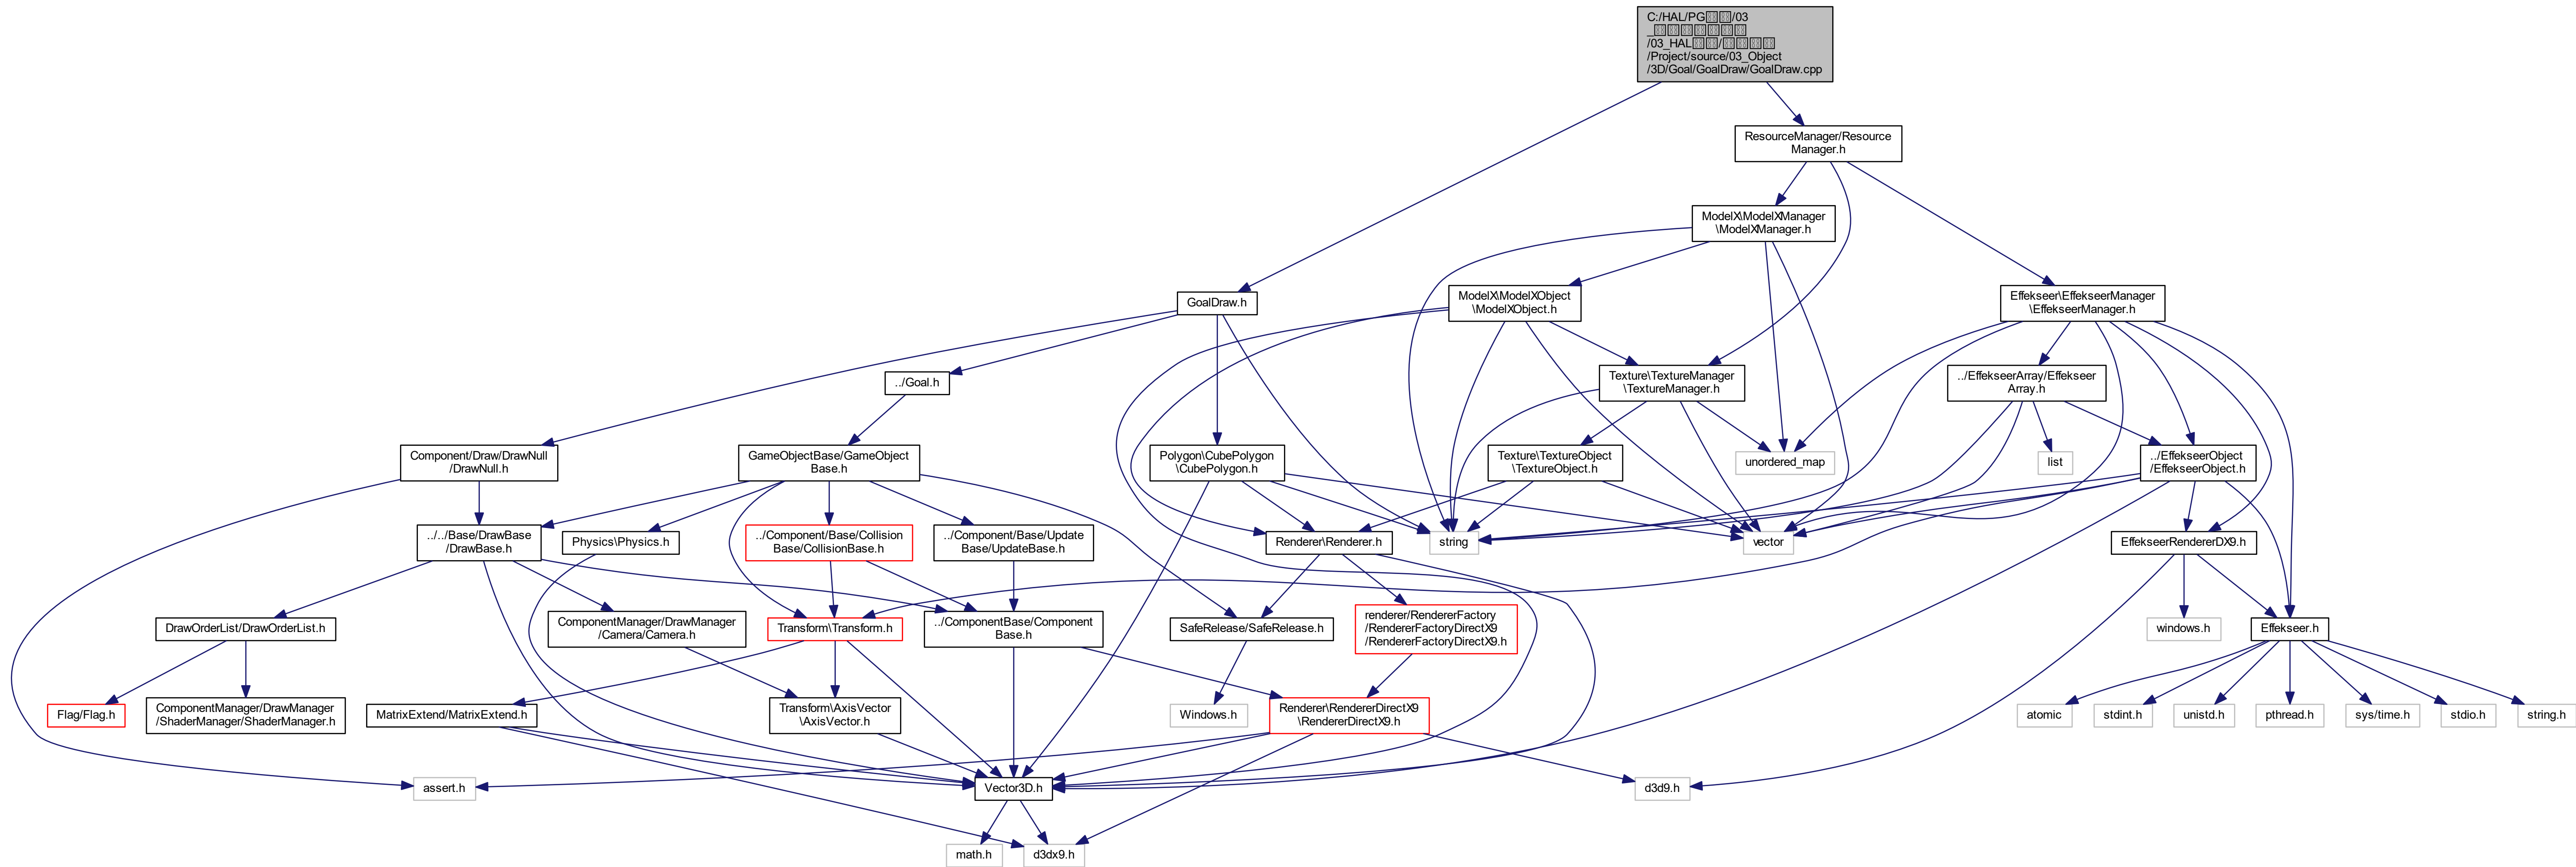 C:/HAL/PG/03
_
/03_HAL/
/Project/source/03_Object
/3D/Goal/GoalDraw/GoalDraw.cpp
ResourceManager/Resource
Manager.h
ModelX\ModelXManager
\ModelXManager.h
GoalDraw.h
ModelX\ModelXObject
\ModelXObject.h
Effekseer\EffekseerManager
\EffekseerManager.h
../Goal.h
Texture\TextureManager
\TextureManager.h
../EffekseerArray/Effekseer
Array.h
Component/Draw/DrawNull
/DrawNull.h
GameObjectBase/GameObject
Base.h
Polygon\CubePolygon
\CubePolygon.h
Texture\TextureObject
\TextureObject.h
unordered_map
list
../EffekseerObject
/EffekseerObject.h
../../Base/DrawBase
/DrawBase.h
Physics\Physics.h
../Component/Base/Collision
Base/CollisionBase.h
../Component/Base/Update
Base/UpdateBase.h
Renderer\Renderer.h
string
vector
EffekseerRendererDX9.h
DrawOrderList/DrawOrderList.h
ComponentManager/DrawManager
/Camera/Camera.h
Transform\Transform.h
../ComponentBase/Component
Base.h
SafeRelease/SafeRelease.h
renderer/RendererFactory
/RendererFactoryDirectX9
/RendererFactoryDirectX9.h
windows.h
Effekseer.h
Flag/Flag.h
ComponentManager/DrawManager
/ShaderManager/ShaderManager.h
MatrixExtend/MatrixExtend.h
Transform\AxisVector
\AxisVector.h
Windows.h
Renderer\RendererDirectX9
\RendererDirectX9.h
atomic
stdint.h
unistd.h
pthread.h
sys/time.h
stdio.h
string.h
assert.h
Vector3D.h
d3d9.h
math.h
d3dx9.h